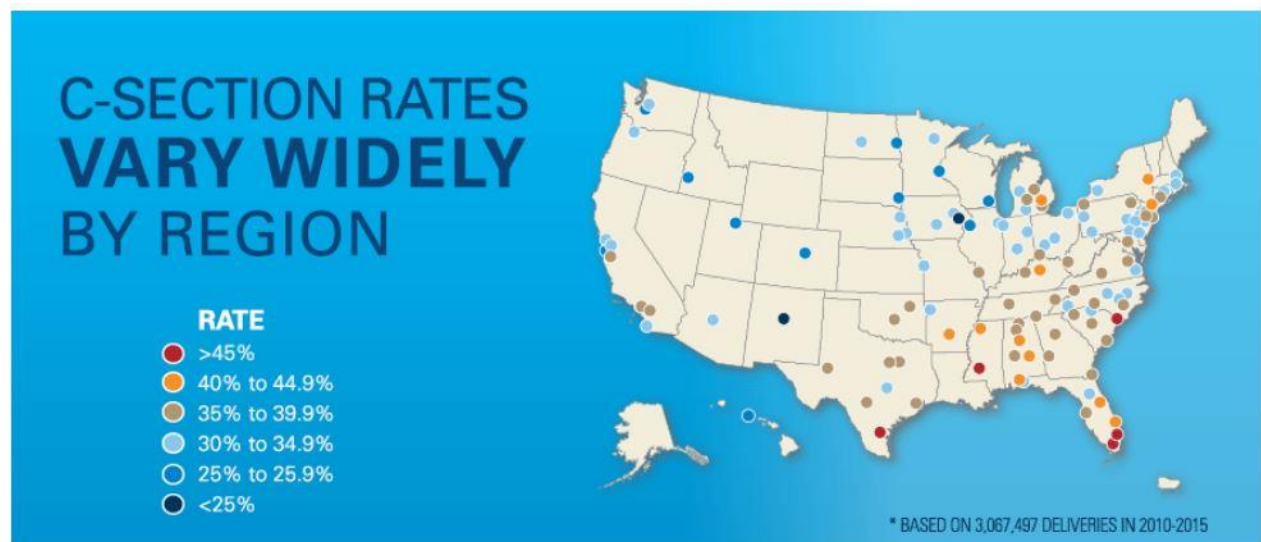 C-SECTION RATES
VARY WIDELY
BY REGION
RATE
>45%
40% to 44.9%
35% to 39.9%
30% to 34.9%
25% to 25.9%
<25%
* BASED ON 3,067,497 DELIVERIES IN 2010-2015